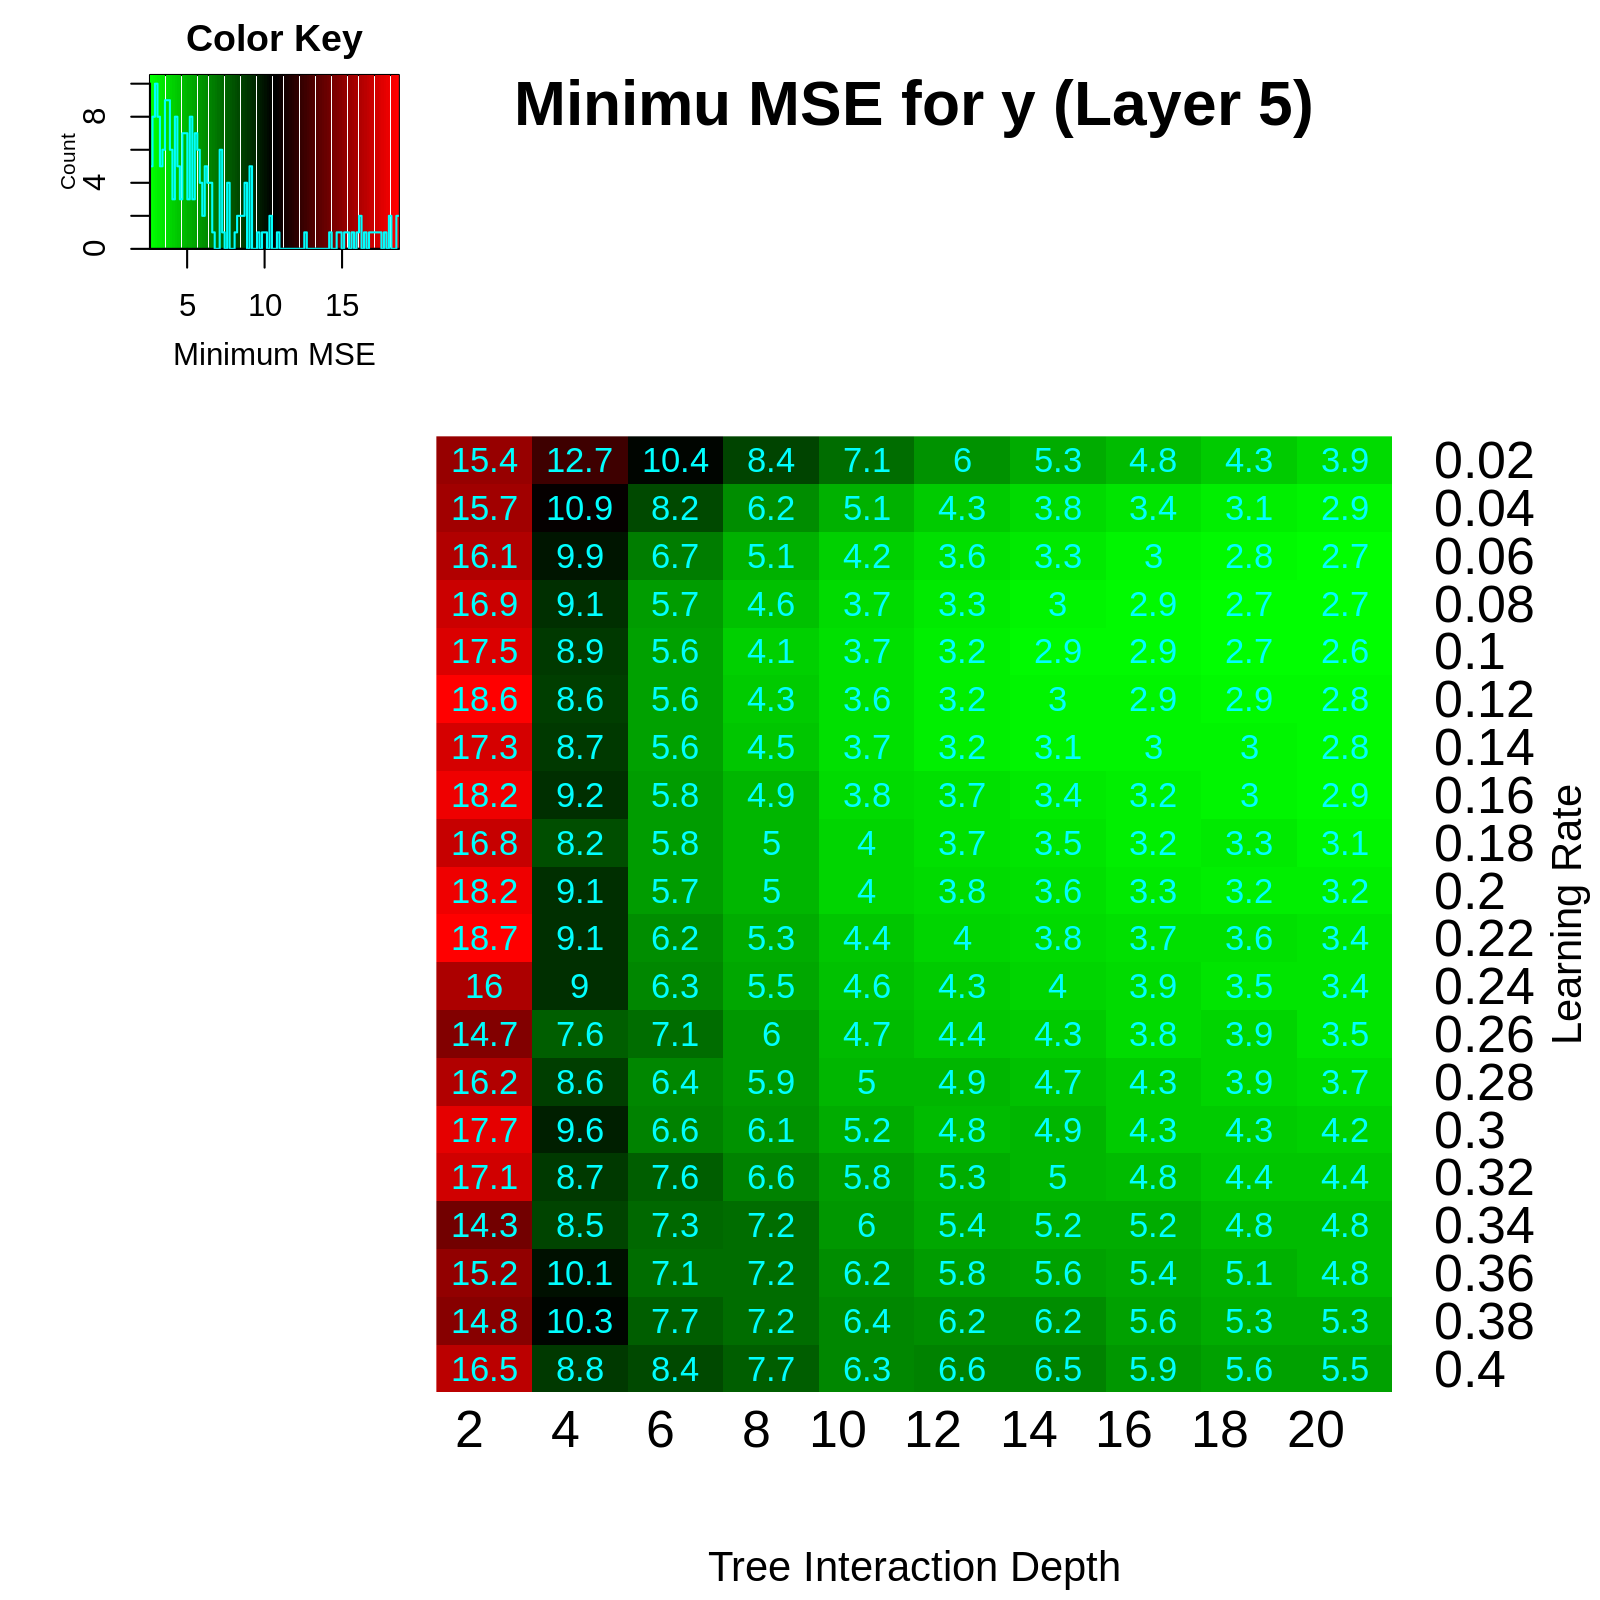 Color Key
Minimu MSE for y (Layer 5)
Count
0 4 8
5 10 15
Minimum MSE
15.4 12.7 10.4 8.4 7.1 6 5.3 4.8 4.3 3.9 0.02
15.7 10.9 8.2 6.2 5.1 4.3 3.8 3.4 3.1 2.9 0.04
16.1 9.9 6.7 5.1 4.2 3.6 3.3 3 2.8 2.7 0.06
16.9 9.1 5.7 4.6 3.7 3.3 3 2.9 2.7 2.7 0.08
17.5 8.9 5.6 4.1 3.7 3.2 2.9 2.9 2.7 2.6 0.1
18.6 8.6 5.6 4.3 3.6 3.2 3 2.9 2.9 2.8 0.12
17.3 8.7 5.6 4.5 3.7 3.2 3.1 3 3 2.8 0.14
18.2 9.2 5.8 4.9 3.8 3.7 3.4 3.2 3 2.9 0.16
16.8 8.2 5.8 5 4 3.7 3.5 3.2 3.3 3.1 0.18
18.2 9.1 5.7 5 4 3.8 3.6 3.3 3.2 3.2 0.2
18.7 9.1 6.2 5.3 4.4 4 3.8 3.7 3.6 3.4 0.22
16 9 6.3 5.5 4.6 4.3 4 3.9 3.5 3.4 0.24
14.7 7.6 7.1 6 4.7 4.4 4.3 3.8 3.9 3.5 0.26
16.2 8.6 6.4 5.9 5 4.9 4.7 4.3 3.9 3.7 0.28
17.7 9.6 6.6 6.1 5.2 4.8 4.9 4.3 4.3 4.2 0.3
17.1 8.7 7.6 6.6 5.8 5.3 5 4.8 4.4 4.4 0.32
14.3 8.5 7.3 7.2 6 5.4 5.2 5.2 4.8 4.8 0.34
15.2 10.1 7.1 7.2 6.2 5.8 5.6 5.4 5.1 4.8 0.36
14.8 10.3 7.7 7.2 6.4 6.2 6.2 5.6 5.3 5.3 0.38
16.5 8.8 8.4 7.7 6.3 6.6 6.5 5.9 5.6 5.5 0.4
Learning Rate
2 4 6 8 10 12 14 16 18 20
Tree Interaction Depth